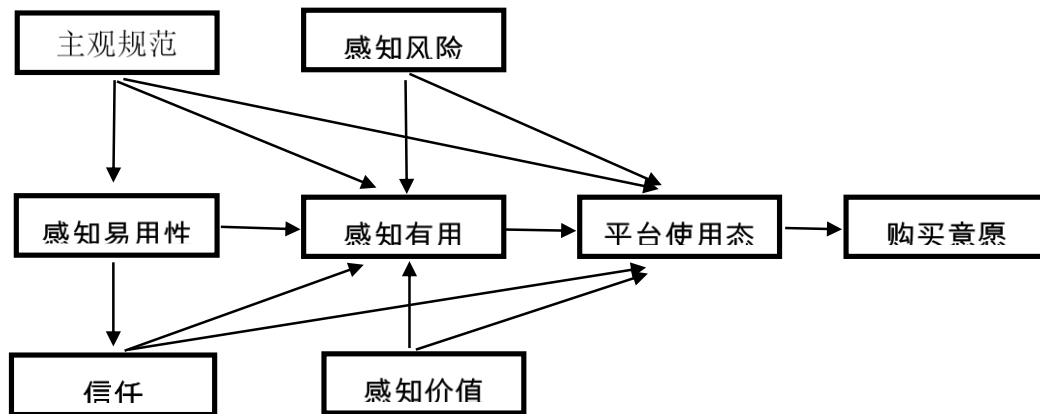 主观规范
感知风险
感知易用性
感知有用
平台使用态
购买意愿
信任
感知价值